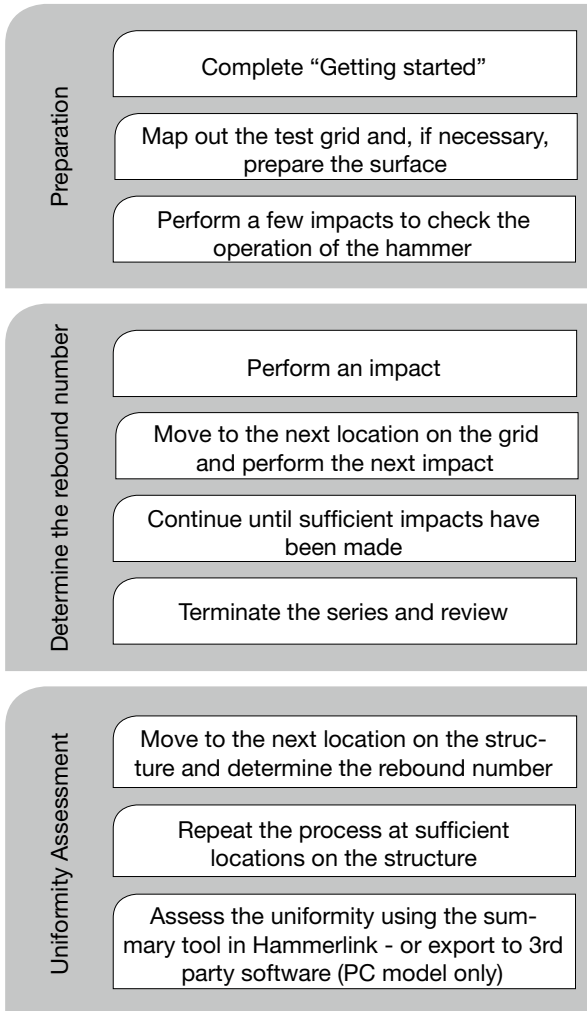 Preparation
Complete “Getting started”
Map out the test grid and, if necessary,
prepare the surface
Perform a few impacts to check the
operation of the hammer
Determine the rebound number
Perform an impact
Move to the next location on the grid
and perform the next impact
Continue until sufficient impacts have
been made
Terminate the series and review
Uniformity Assessment
Move to the next location on the struc-
ture and determine the rebound number
Repeat the process at sufficient
locations on the structure
Assess the uniformity using the sum-
mary tool in Hammerlink - or export to 3rd
party software (PC model only)